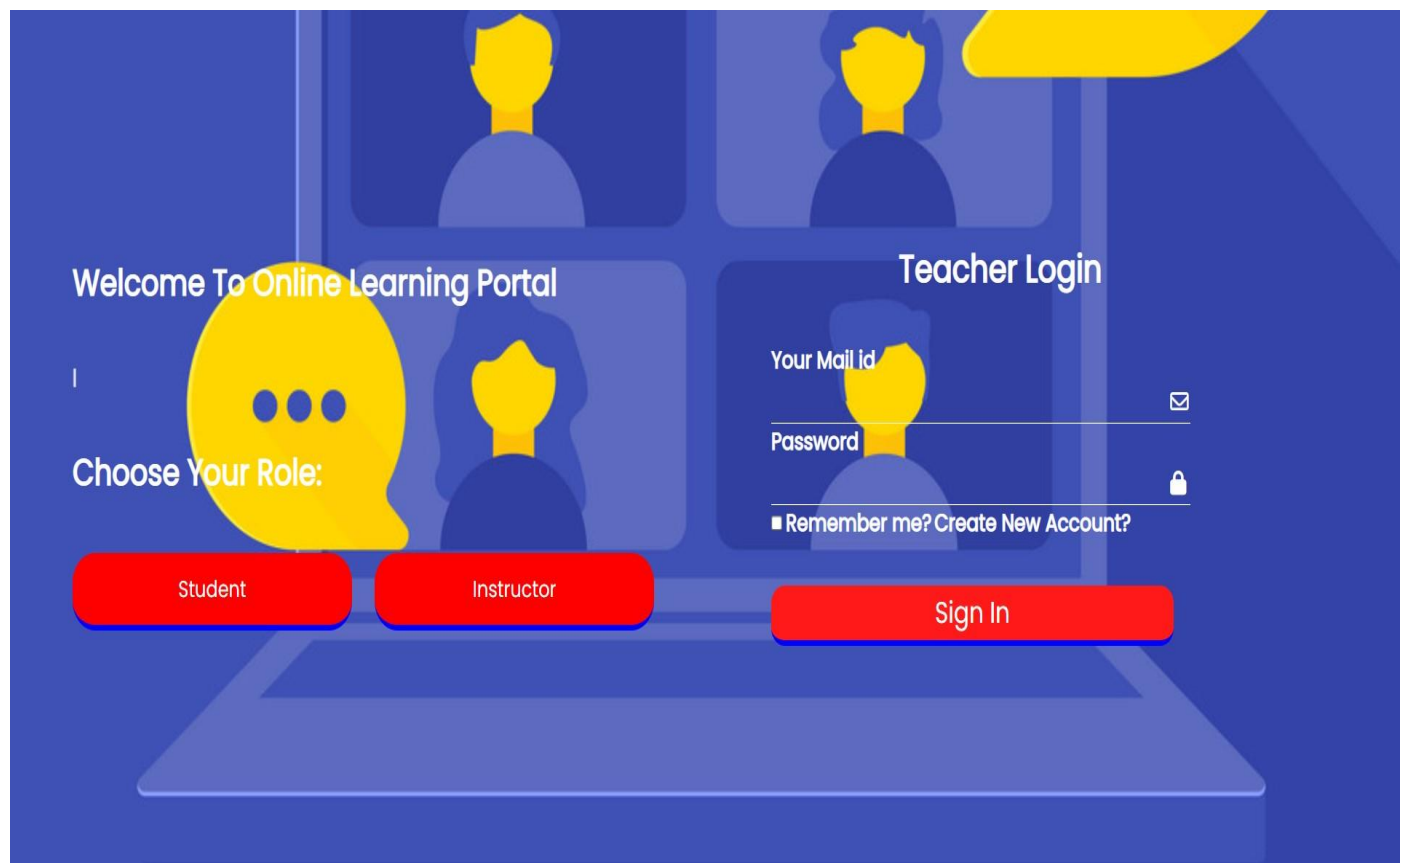 Welcome To Online Learning Portal
|
Choose Your Role:
Student
Instructor
Teacher Login
Your Mail id
Password
Remember me? Create New Account?
Sign In